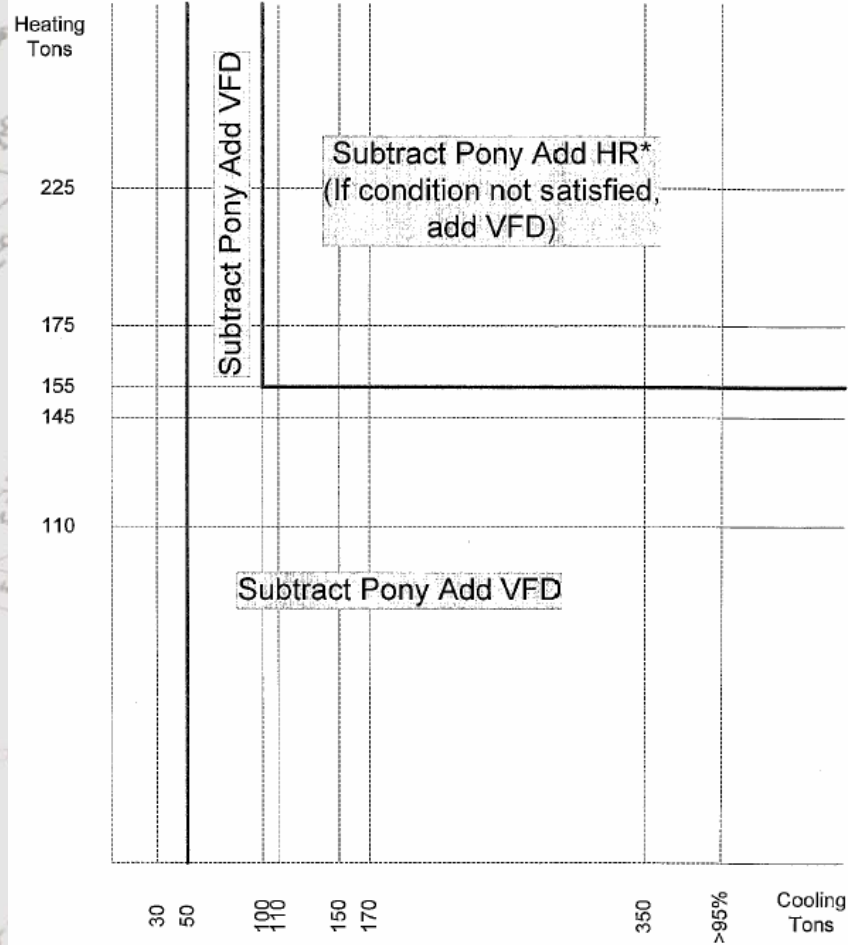 Heating
Tons
Subtract Pony Add VFD
Subtract Pony Add HR*
(If condition not satisfied,
add VFD)
225
175
155
145
110
Subtract Pony Add VFD
30
50
100
110
150
170
350
>95%
Cooling
Tons